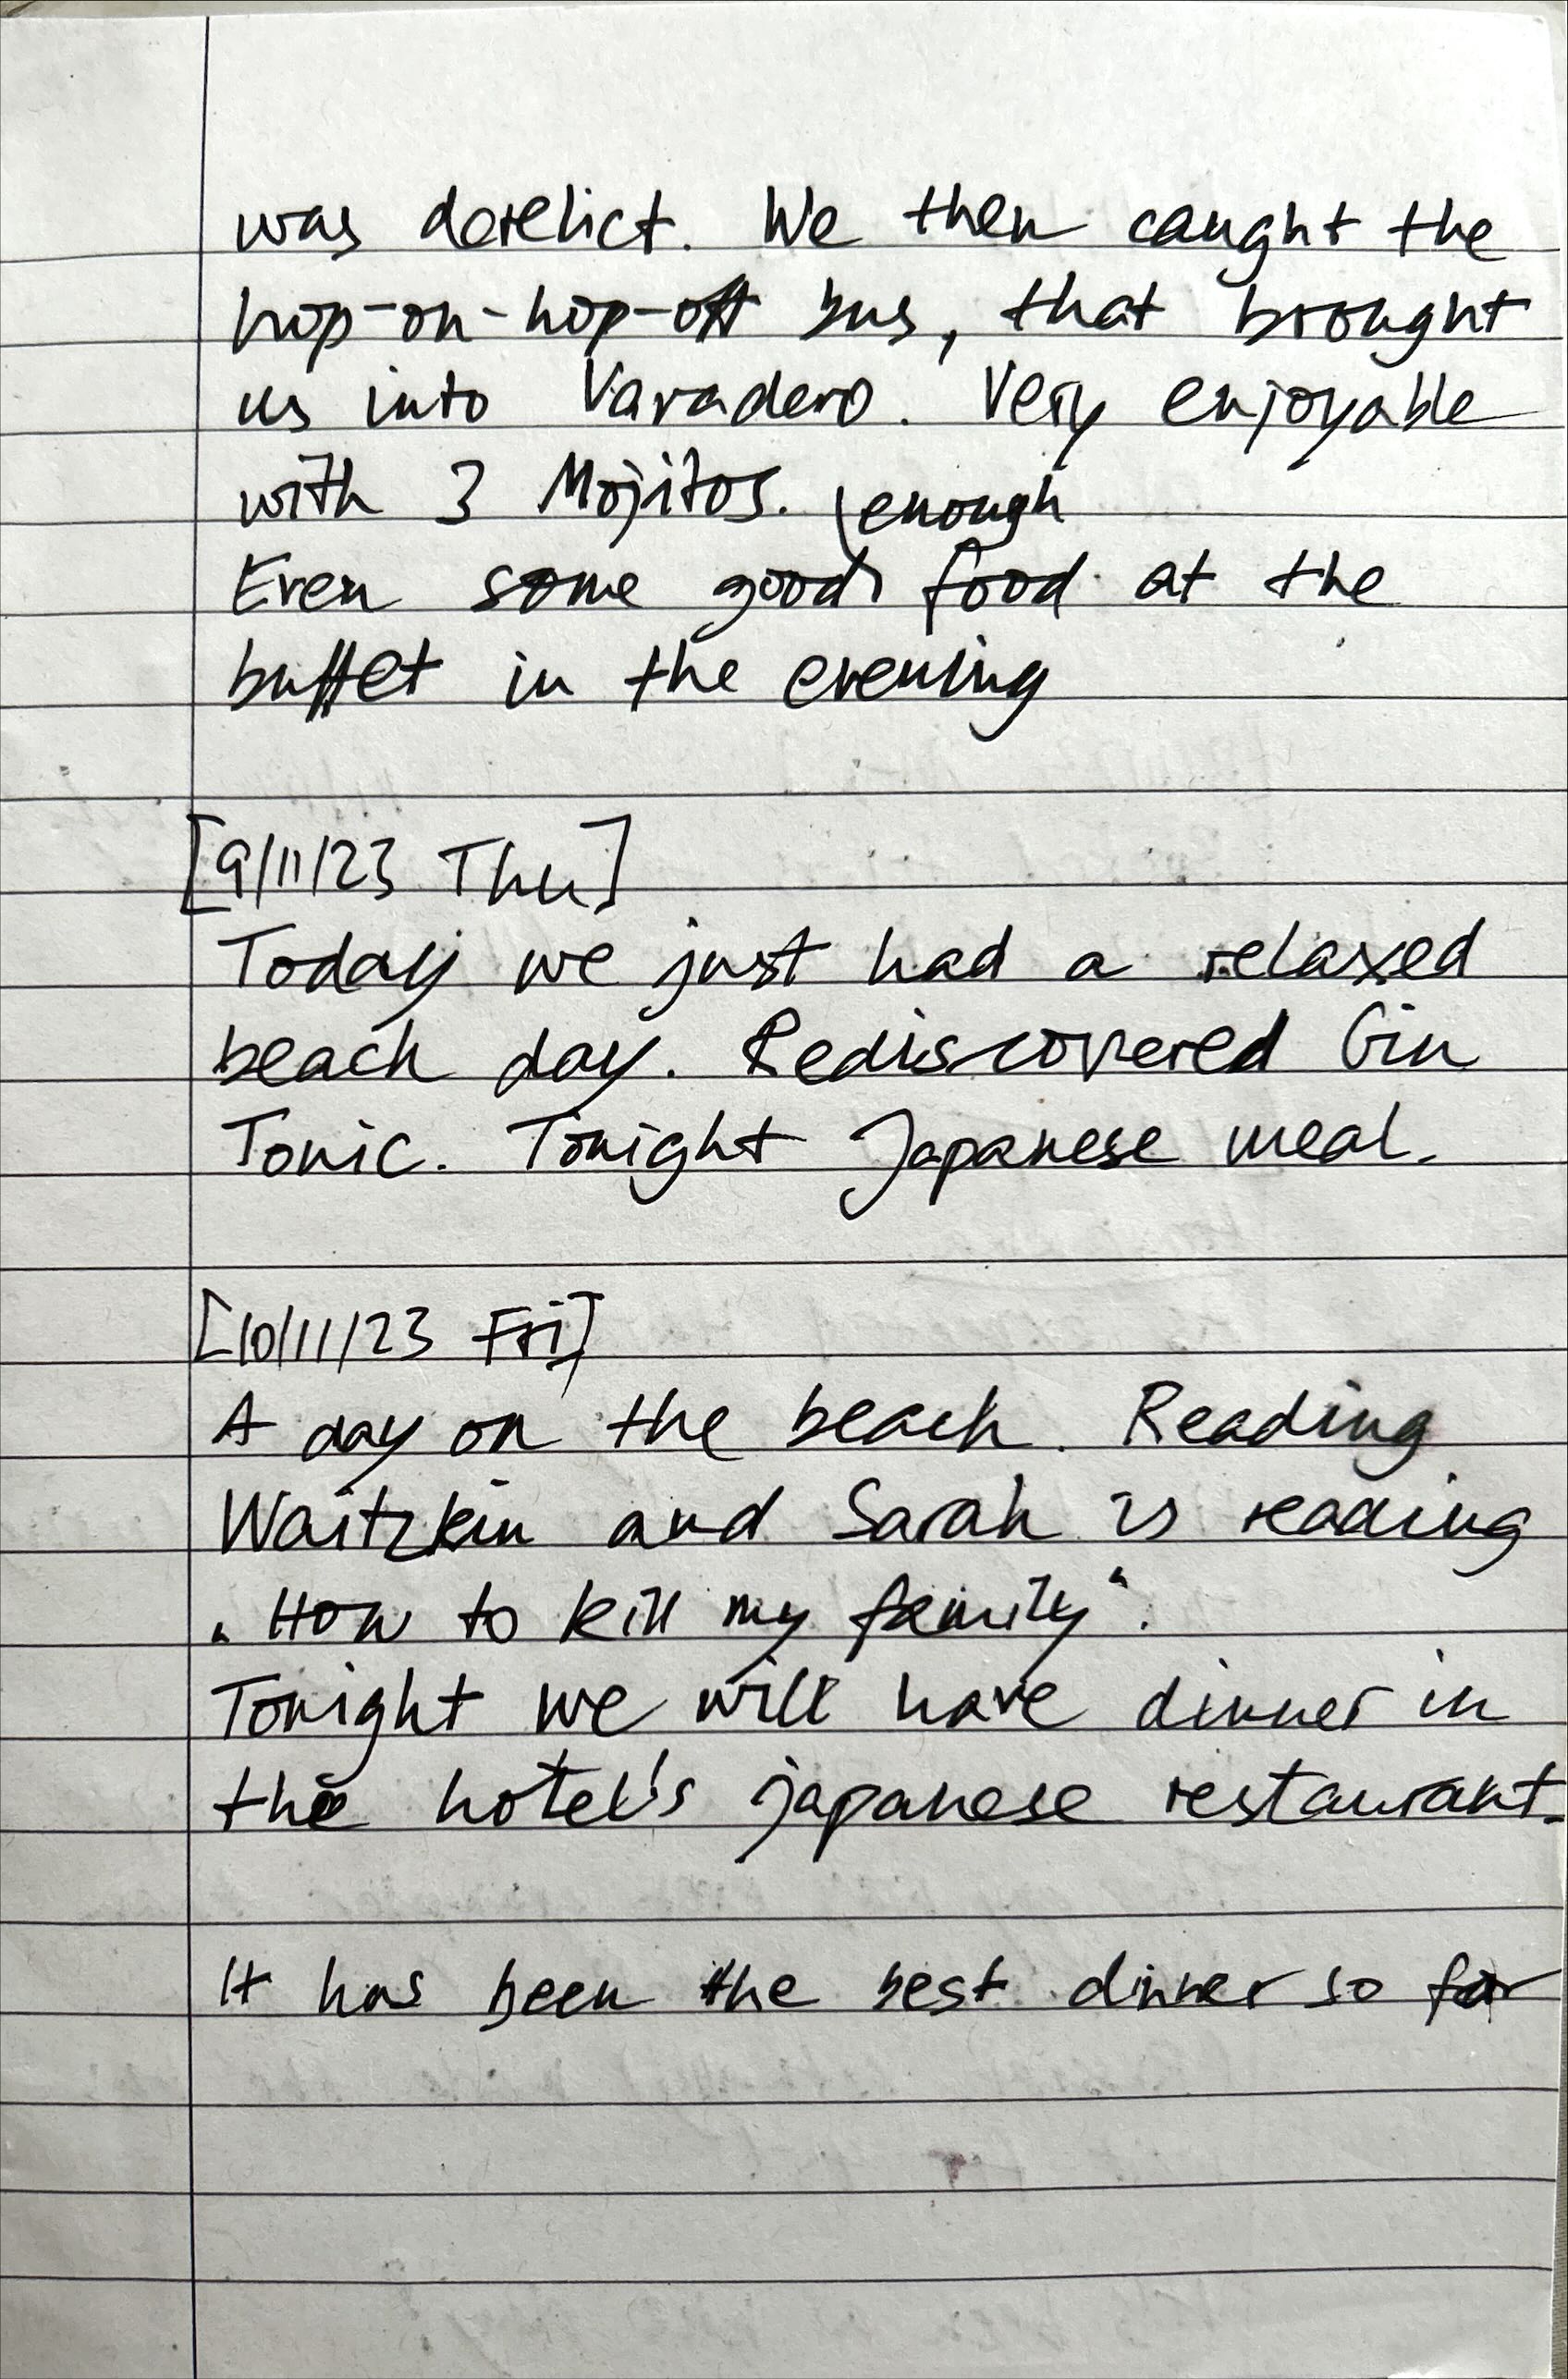 was derelict. We then caught the
hop-on-hop-off bus, that brought
us into Varadero. Very enjoyable
with 3 Mojitos.
enough
Even some good food at the
buffet in the evening
[9/11/23 Thu]
Today we just had a relaxed
beach day. Rediscovered Gin
Tonic. Tonight Japanese meal.
[10/11/23 Fri]
A day on the beach. Reading
Waitzkin and Sarah is reading
„How to kill my family“.
Tonight we will have dinner in
the hotel's japanese restaurant.
It has been the best dinner so far